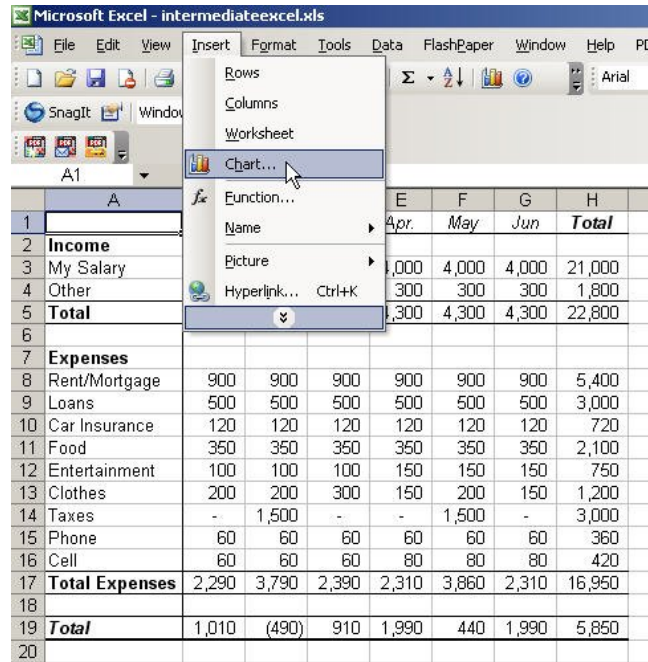 Microsoft Excel - intermediateexcel.xls
File Edit View Insert Format Tools Data FlashPaper Window Help
Σ Arial
SnagIt
A1
Rows
Columns
Worksheet
Chart...
fx Function...
Name
Picture
Hyperlink... Ctrl+K
A E F G H
1 Apr. May Jun Total
2 Income
3 My Salary ,000 4,000 4,000 21,000
4 Other 300 300 300 1,800
5 Total ,300 4,300 4,300 22,800
6
7 Expenses
8 Rent/Mortgage 900 900 900 900 900 900 5,400
9 Loans 500 500 500 500 500 500 3,000
10 Car Insurance 120 120 120 120 120 120 720
11 Food 350 350 350 350 350 350 2,100
12 Entertainment 100 100 100 150 150 150 750
13 Clothes 200 200 300 150 200 150 1,200
14 Taxes - 1,500 - - 1,500 - 3,000
15 Phone 60 60 60 60 60 60 360
16 Cell 60 60 60 80 80 80 420
17 Total Expenses 2,290 3,790 2,390 2,310 3,860 2,310 16,950
18
19 Total 1,010 (490) 910 1,990 440 1,990 5,850
20